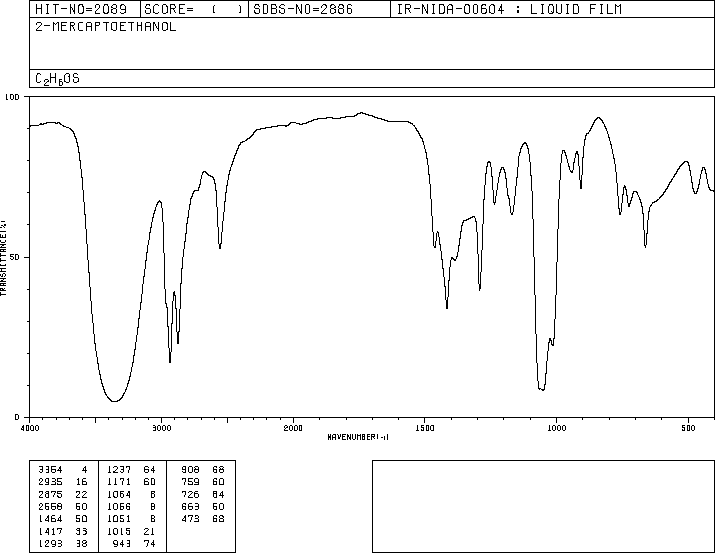 HIT-NO=2089 SCORE= ( ) SDBS-NO=2886 IR-NIDA-00604 : LIQUID FILM
2-MERCAPTOETHANOL
C2H6OS
100
50
0
TRANSMITTANCE(%)
4000 3000 2000 1500 1000 500
WAVENUMBER(-1)
3364 4 1237 64 908 68
2935 16 1171 60 759 60
2875 22 1064 8 726 64
60 8 663 60
1464 50 1051 8 473 68
1417 33 1015 21
1293 38 943 74